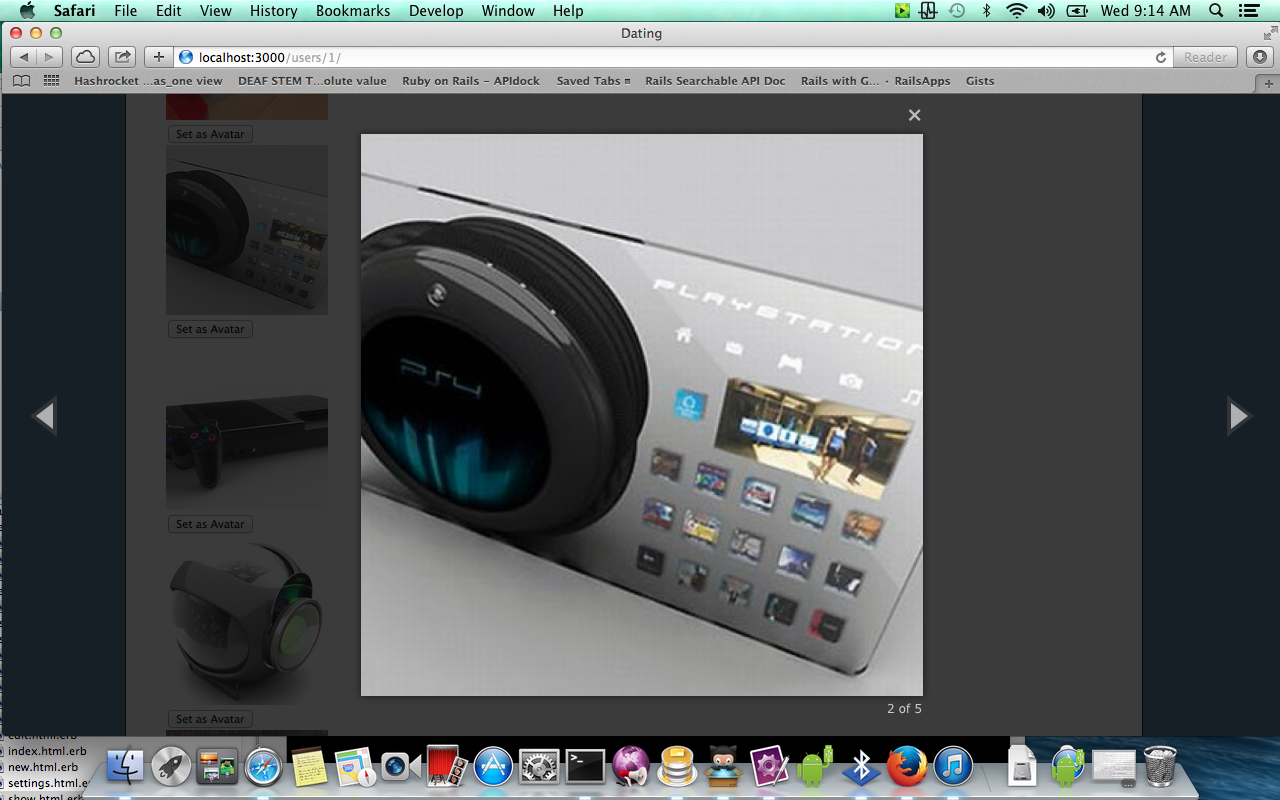 Safari File Edit View History Bookmarks Develop Window Help Wed 9:14 AM
Dating
localhost:3000/users/1/ Reader
Hashrocket ...as_one view DEAF STEM T...olute value Ruby on Rails – APIdock Saved Tabs Rails Searchable API Doc Rails with G... · RailsApps Gists
Set as Avatar
PLAYSTATION
PS4
Set as Avatar
Set as Avatar
Set as Avatar
2 of 5
edit.html.erb
index.html.erb
new.html.erb
settings.html.e
show.html.erb